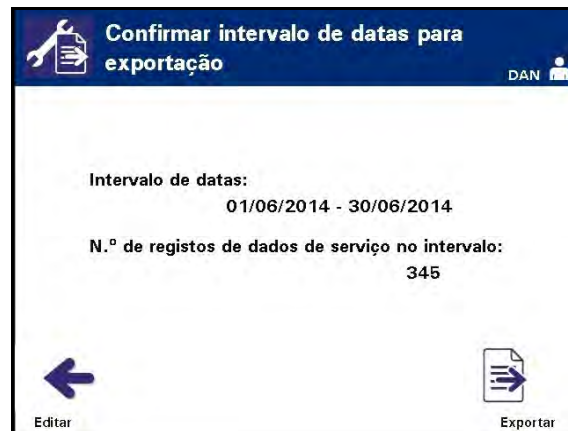 Confirmar intervalo de datas para
exportação
DAN
Intervalo de datas:
01/06/2014 - 30/06/2014
N.º de registos de dados de serviço no intervalo:
345
Editar
Exportar